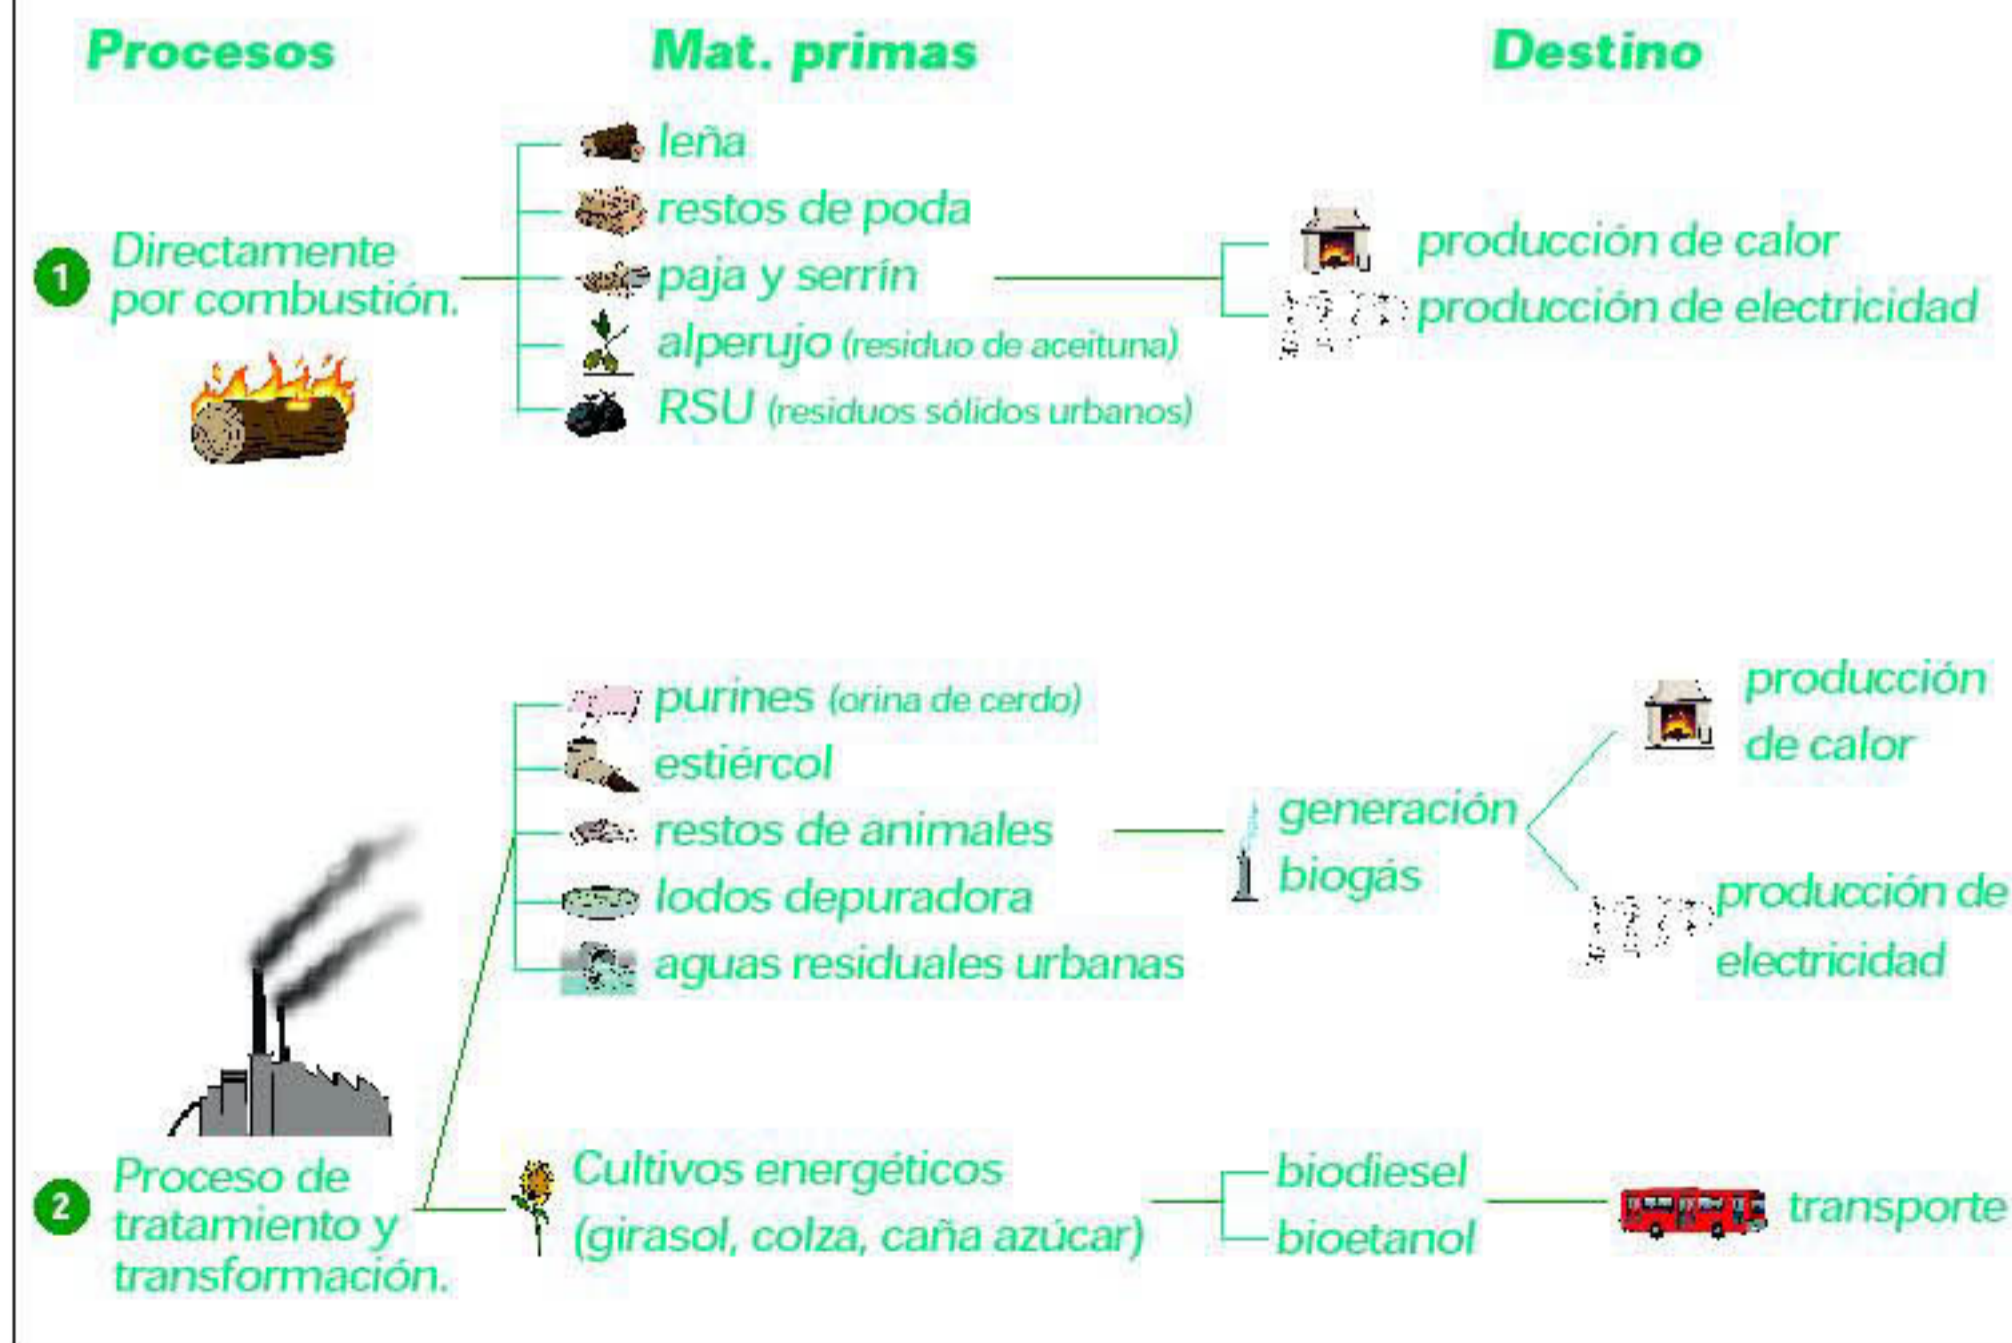 Procesos
Mat. primas
Destino
1
Directamente
por combustión.
leña
restos de poda
paja y serrín
alperujo (residuo de aceituna)
RSU (residuos sólidos urbanos)
producción de calor
producción de electricidad
2
Proceso de
tratamiento y
transformación.
purines (orina de cerdo)
estiércol
restos de animales
lodos depuradora
aguas residuales urbanas
generación
biogás
producción
de calor
producción de
electricidad
Cultivos energéticos
(girasol, colza, caña azúcar)
biodiesel
bioetanol
transporte